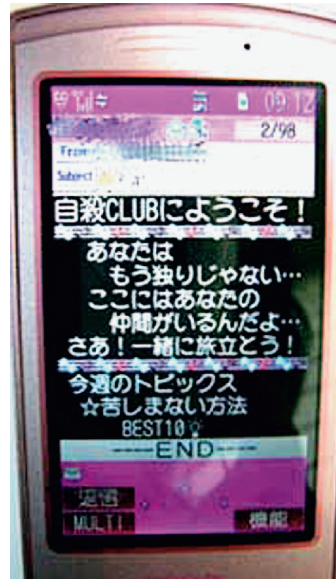 09:12
2/98
From
Subject
自殺CLUBにようこそ！
あなたは
もう独りじゃない…
ここにはあなたの
仲間がいるんだよ…
さあ！一緒に旅立とう！
今週のトピックス
☆苦しまない方法
BEST10
----END----
返信
MULTI 機能